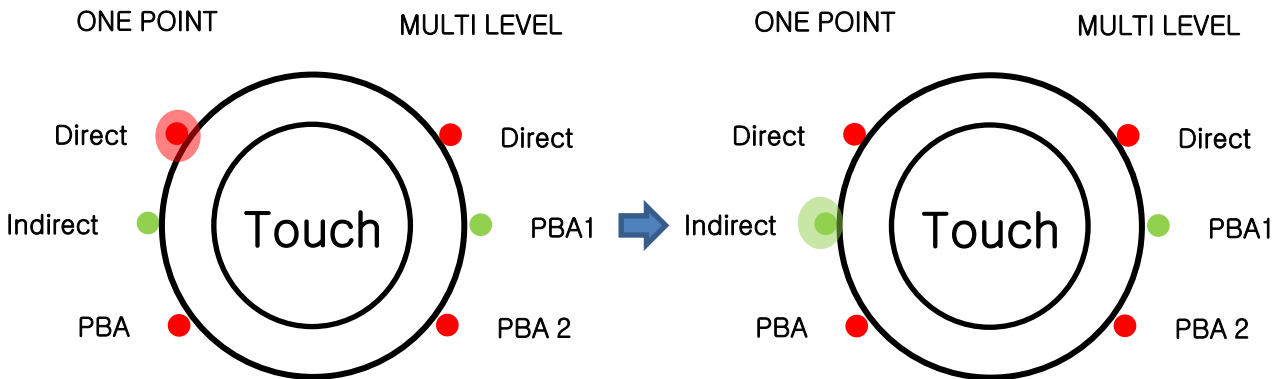 ONE POINT MULTI LEVEL ONE POINT MULTI LEVEL
Direct Direct Direct Direct
Indirect Touch PBA1 Indirect Touch PBA1
PBA PBA 2 PBA PBA 2